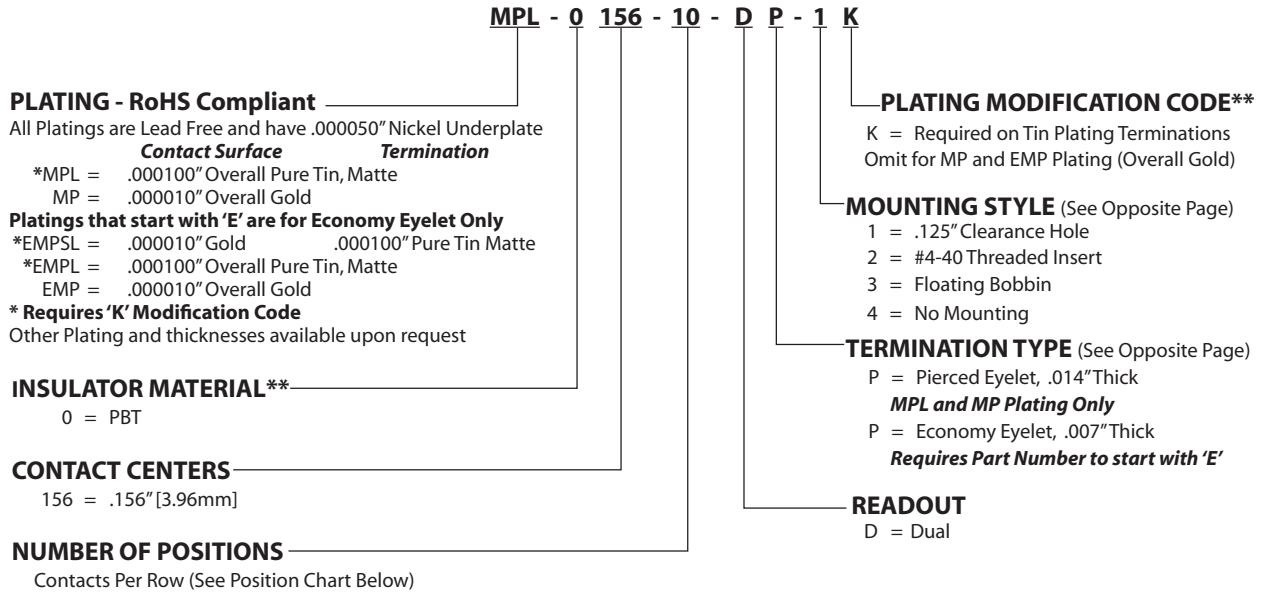 MPL - 0 156 - 10 - D P - 1 K
PLATING - RoHS Compliant
All Platings are Lead Free and have .000050" Nickel Underplate
Contact Surface Termination
*MPL = .000100" Overall Pure Tin, Matte
MP = .000010" Overall Gold
Platings that start with 'E' are for Economy Eyelet Only
*EMPSL = .000010" Gold .000100" Pure Tin Matte
*EMPL = .000100" Overall Pure Tin, Matte
EMP = .000010" Overall Gold
* Requires 'K' Modification Code
Other Plating and thicknesses available upon request
INSULATOR MATERIAL**
0 = PBT
CONTACT CENTERS
156 = .156" [3.96mm]
NUMBER OF POSITIONS
Contacts Per Row (See Position Chart Below)
PLATING MODIFICATION CODE**
K = Required on Tin Plating Terminations
Omit for MP and EMP Plating (Overall Gold)
MOUNTING STYLE (See Opposite Page)
1 = .125" Clearance Hole
2 = #4-40 Threaded Insert
3 = Floating Bobbin
4 = No Mounting
TERMINATION TYPE (See Opposite Page)
P = Pierced Eyelet, .014" Thick
MPL and MP Plating Only
P = Economy Eyelet, .007" Thick
Requires Part Number to start with 'E'
READOUT
D = Dual